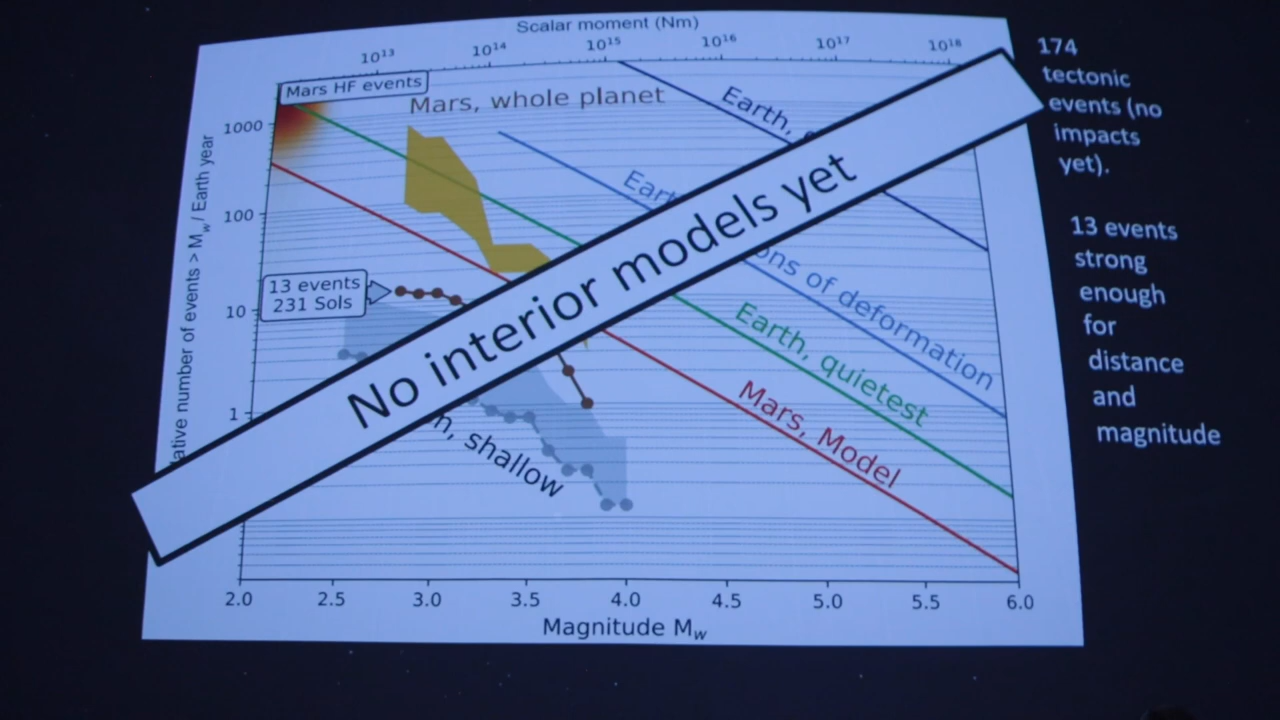 Scalar moment (Nm)
10¹³ 10¹⁴ 10¹⁵ 10¹⁶ 10¹⁷ 10¹⁸
Mars HF events
Mars, whole planet
Earth,
1000
100
10
1
number of events > Mw / Earth year
13 events
231 Sols
No interior models yet
of deformation
Earth, quietest
Mars, Model
shallow
2.0 2.5 3.0 3.5 4.0 4.5 5.0 5.5 6.0
Magnitude Mw
174
tectonic
events (no
impacts
yet).
13 events
strong
enough
for
distance
and
magnitude